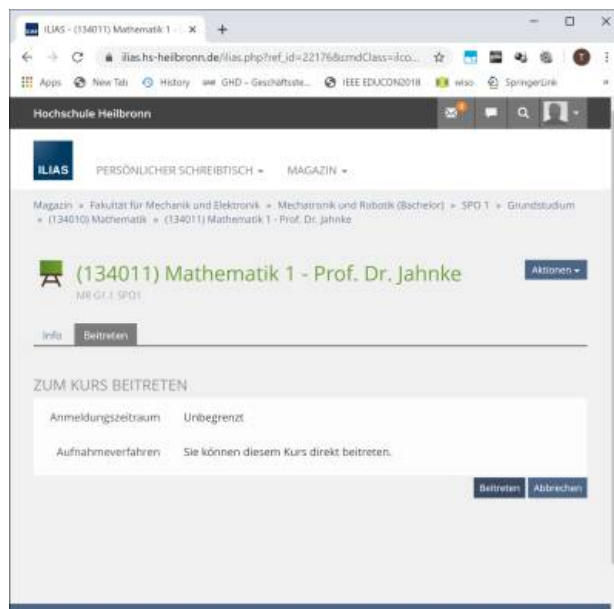 ILIAS - (134011) Mathematik 1 -
ilias.hs-heilbronn.de/ilias.php?ref_id=22176&cmdClass=ilco...
Apps New Tab History GHD - Geschäftsste... IEEE EDUCON2018 wiso SpringerLink »
Hochschule Heilbronn
ILIAS PERSÖNLICHER SCHREIBTISCH MAGAZIN
Magazin » Fakultät für Mechanik und Elektronik » Mechatronik und Robotik (Bachelor) » SPO 1 » Grundstudium
» (134010) Mathematik » (134011) Mathematik 1 - Prof. Dr. Jahnke
(134011) Mathematik 1 - Prof. Dr. Jahnke
Aktionen
MR G1.1 SPO1
Info Beitreten
ZUM KURS BEITRETEN
Anmeldungszeitraum Unbegrenzt
Aufnahmeverfahren Sie können diesem Kurs direkt beitreten.
Beitreten Abbrechen